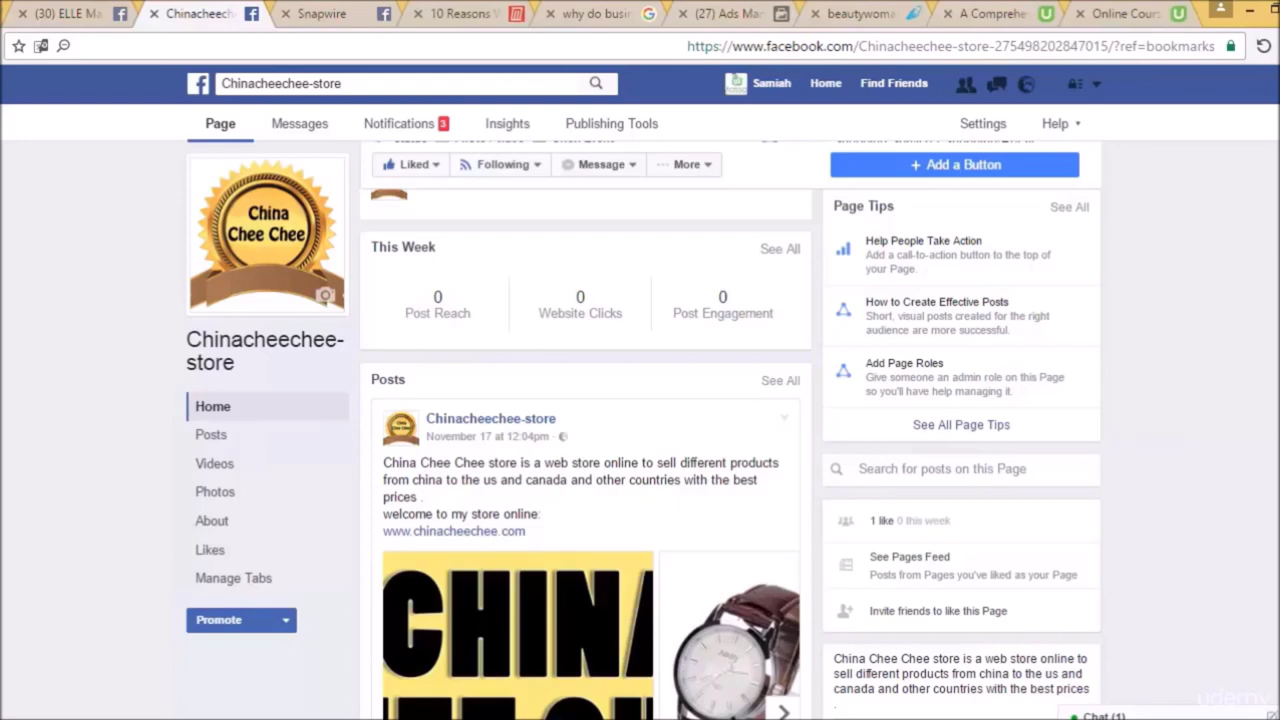 (30) ELLE Ma
Chinacheech
Snapwire
10 Reasons W
why do busi
(27) Ads Mar
beautywoma
A Comprehe
Online Cours
https://www.facebook.com/Chinacheechee-store-275498202847015/?ref=bookmarks
Chinacheechee-store
Samiah
Home
Find Friends
Page
Messages
Notifications 3
Insights
Publishing Tools
Settings
Help
Liked
Following
Message
More
+ Add a Button
China
Chee Chee
Chinacheechee-
store
Home
Posts
Videos
Photos
About
Likes
Manage Tabs
Promote
This Week
See All
0
Post Reach
0
Website Clicks
0
Post Engagement
Posts
See All
Chinacheechee-store
November 17 at 12:04pm
China Chee Chee store is a web store online to sell different products
from china to the us and canada and other countries with the best
prices .
welcome to my store online:
www.chinacheechee.com
CHINA
Page Tips
See All
Help People Take Action
Add a call-to-action button to the top of
your Page.
How to Create Effective Posts
Short, visual posts created for the right
audience are more successful.
Add Page Roles
Give someone an admin role on this Page
so you'll have help managing it.
See All Page Tips
Search for posts on this Page
1 like 0 this week
See Pages Feed
Posts from Pages you've liked as your Page
Invite friends to like this Page
China Chee Chee store is a web store online to
sell different products from china to the us and
canada and other countries with the best prices
.
Chat (1)
udemy